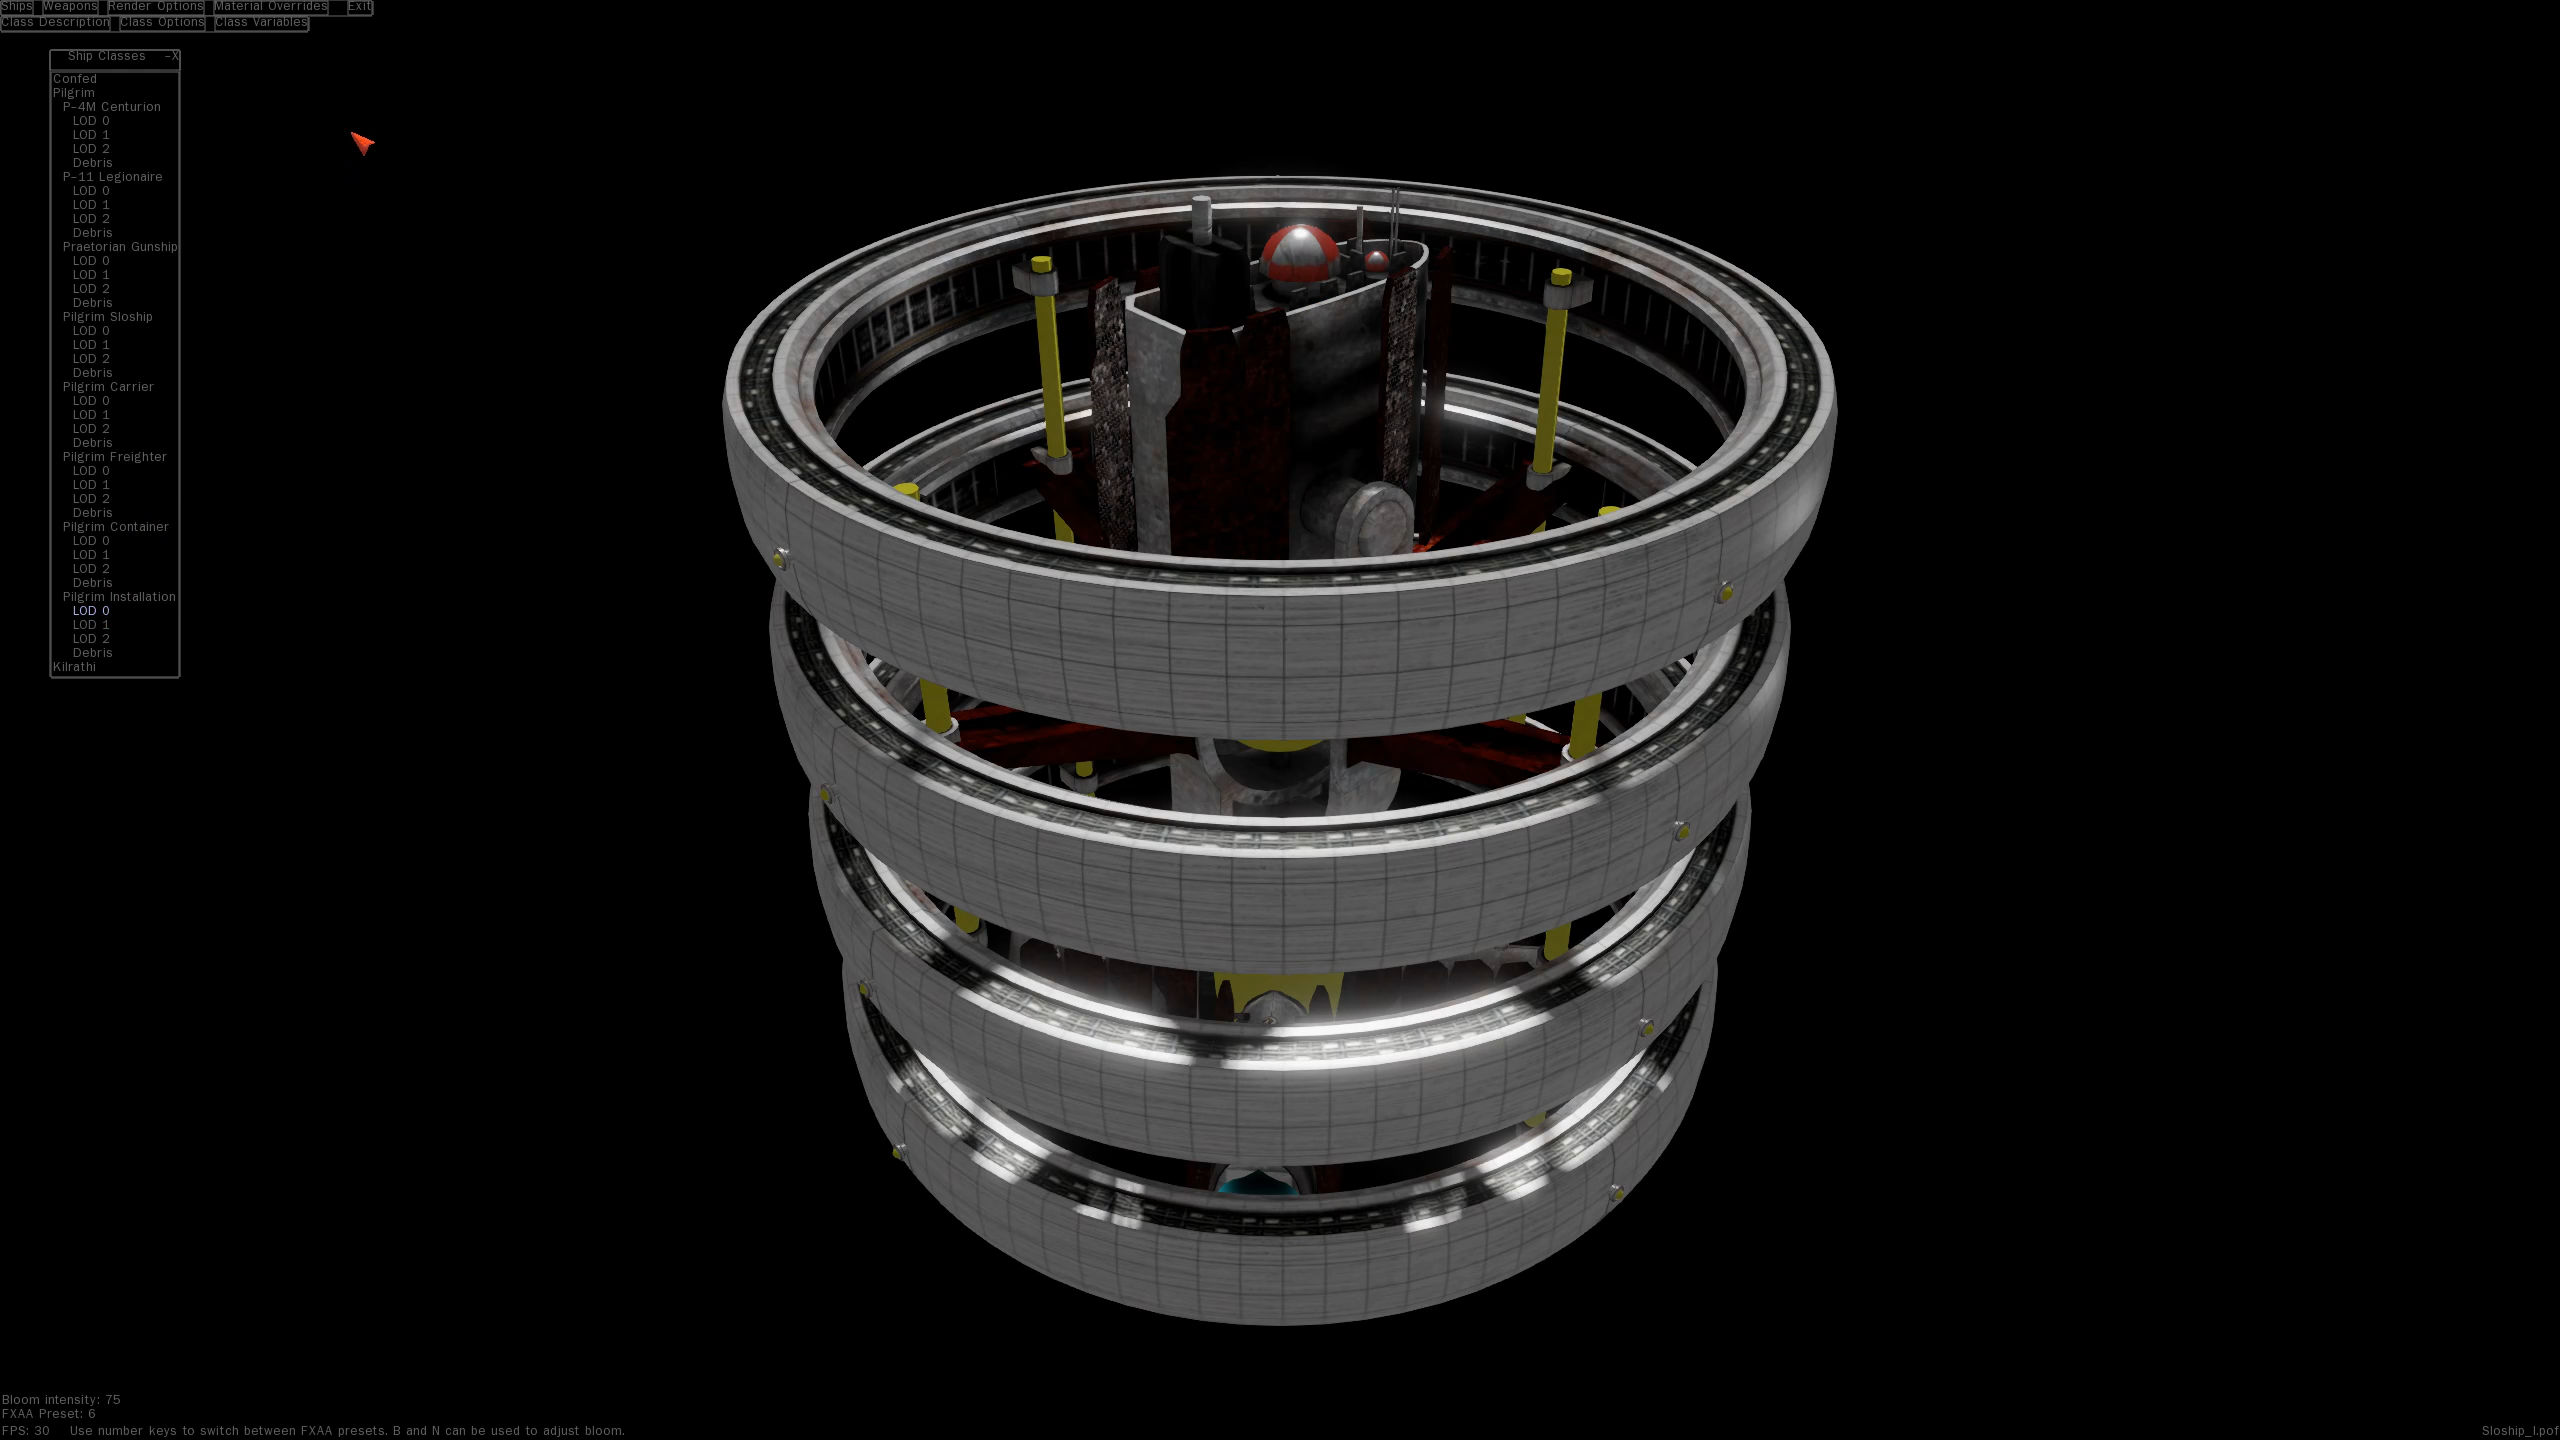 Ships Weapons Render Options Material Overrides Exit
Class Description Class Options Class Variables
Ship Classes -X
Confed
Pilgrim
P-4M Centurion
LOD 0
LOD 1
LOD 2
Debris
P-11 Legionaire
LOD 0
LOD 1
LOD 2
Debris
Praetorian Gunship
LOD 0
LOD 1
LOD 2
Debris
Pilgrim Sloship
LOD 0
LOD 1
LOD 2
Debris
Pilgrim Carrier
LOD 0
LOD 1
LOD 2
Debris
Pilgrim Freighter
LOD 0
LOD 1
LOD 2
Debris
Pilgrim Container
LOD 0
LOD 1
LOD 2
Debris
Pilgrim Installation
LOD 0
LOD 1
LOD 2
Debris
Kilrathi
Bloom intensity: 75
FXAA Preset: 6
FPS: 30 Use number keys to switch between FXAA presets. B and N can be used to adjust bloom.
Sloship_I.pof